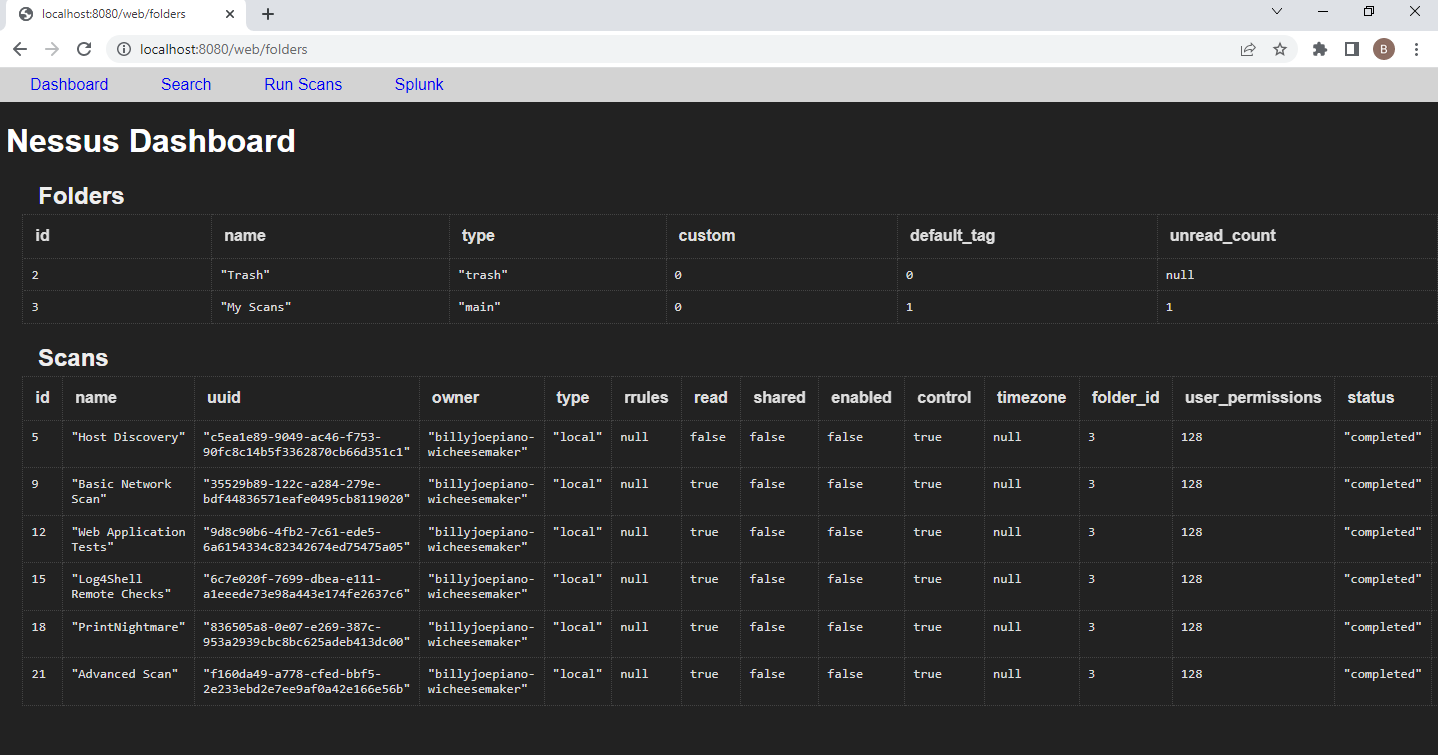 localhost:8080/web/folders
localhost:8080/web/folders
B
Dashboard Search Run Scans Splunk
Nessus Dashboard
Folders
id name type custom default_tag unread_count
2 "Trash" "trash" 0 0 null
3 "My Scans" "main" 0 1 1
Scans
id name uuid owner type rrules read shared enabled control timezone folder_id user_permissions status
5 "Host Discovery" "c5ea1e89-9049-ac46-f753- "billyjoepiano- "local" null false false false true null 3 128 "completed"
90fc8c14b5f3362870cb66d351c1" wicheesemaker"
9 "Basic Network "35529b89-122c-a284-279e- "billyjoepiano- "local" null true false false true null 3 128 "completed"
Scan" bdf44836571eafe0495cb8119020" wicheesemaker"
12 "Web Application "9d8c90b6-4fb2-7c61-ede5- "billyjoepiano- "local" null true false false true null 3 128 "completed"
Tests" 6a6154334c82342674ed75475a05" wicheesemaker"
15 "Log4Shell "6c7e020f-7699-dbea-e111- "billyjoepiano- "local" null true false false true null 3 128 "completed"
Remote Checks" a1eeede73e98a443e174fe2637c6" wicheesemaker"
18 "PrintNightmare" "836505a8-0e07-e269-387c- "billyjoepiano- "local" null true false false true null 3 128 "completed"
953a2939cbc8bc625adeb413dc00" wicheesemaker"
21 "Advanced Scan" "f160da49-a778-cfed-bbf5- "billyjoepiano- "local" null true false false true null 3 128 "completed"
2e233ebd2e7ee9af0a42e166e56b" wicheesemaker"